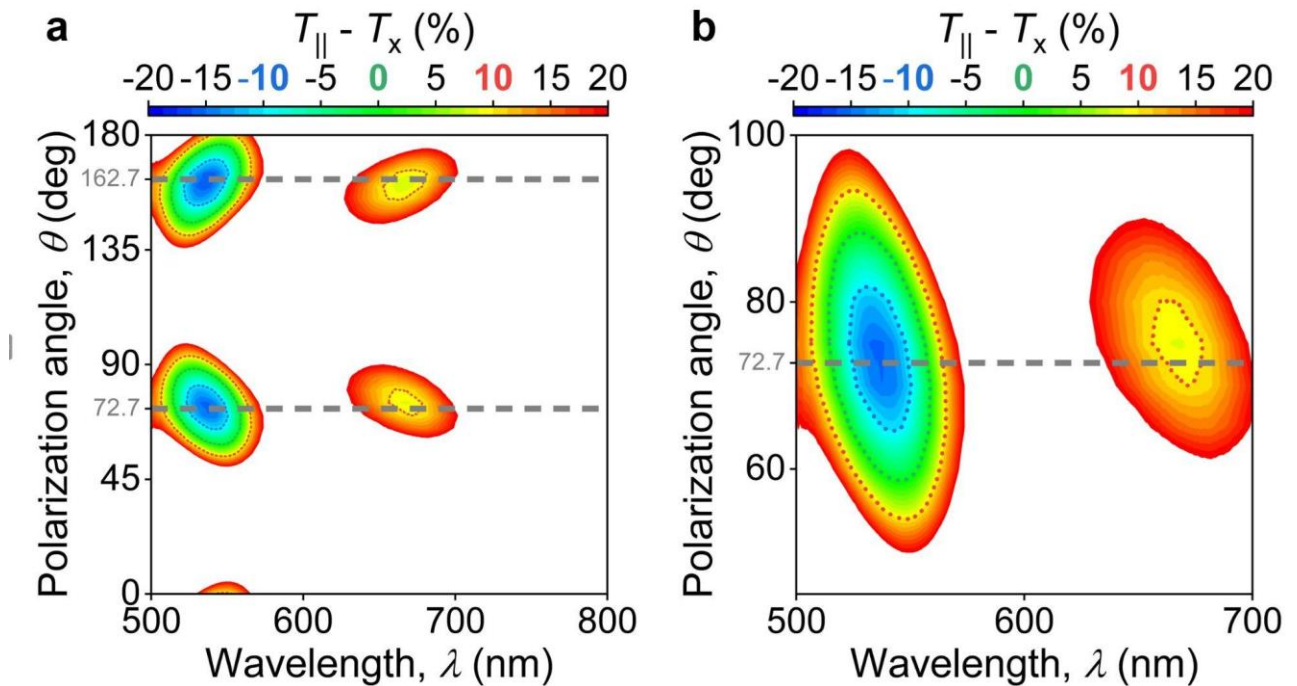 a
T|| - Tx (%)
-20 -15 -10 -5 0 5 10 15 20
180
162.7
135
90
72.7
45
0
Polarization angle, θ (deg)
500 600 700 800
Wavelength, λ (nm)
b
T|| - Tx (%)
-20 -15 -10 -5 0 5 10 15 20
100
80
72.7
60
Polarization angle, θ (deg)
500 600 700
Wavelength, λ (nm)